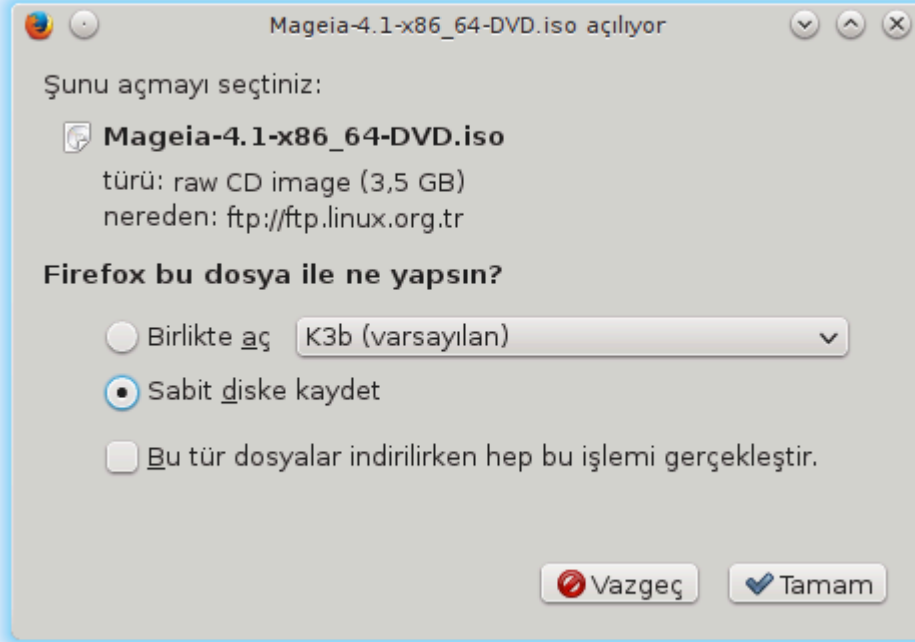 Mageia-4.1-x86_64-DVD.iso açılıyor
Şunu açmayı seçtiniz:
Mageia-4.1-x86_64-DVD.iso
türü: raw CD image (3,5 GB)
nereden: ftp://ftp.linux.org.tr
Firefox bu dosya ile ne yapsın?
Birlikte aç K3b (varsayılan)
Sabit diske kaydet
Bu tür dosyalar indirilirken hep bu işlemi gerçekleştir.
Vazgeç Tamam